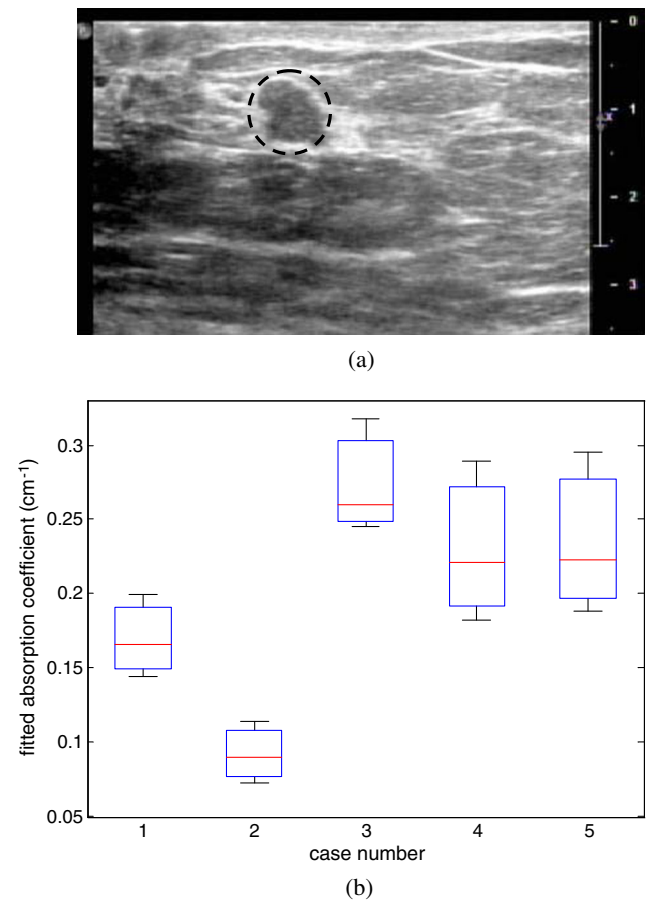 0
1
x
2
3
(a)
fitted absorption coefficient (cm-1)
0.3
0.25
0.2
0.15
0.1
0.05
1 2 3 4 5
case number
(b)